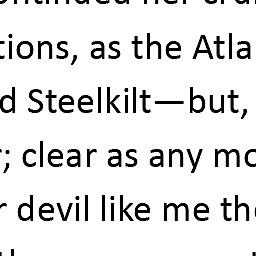 tions, as the Atla
d Steelkilt—but,
; clear as any mo
r devil like me the